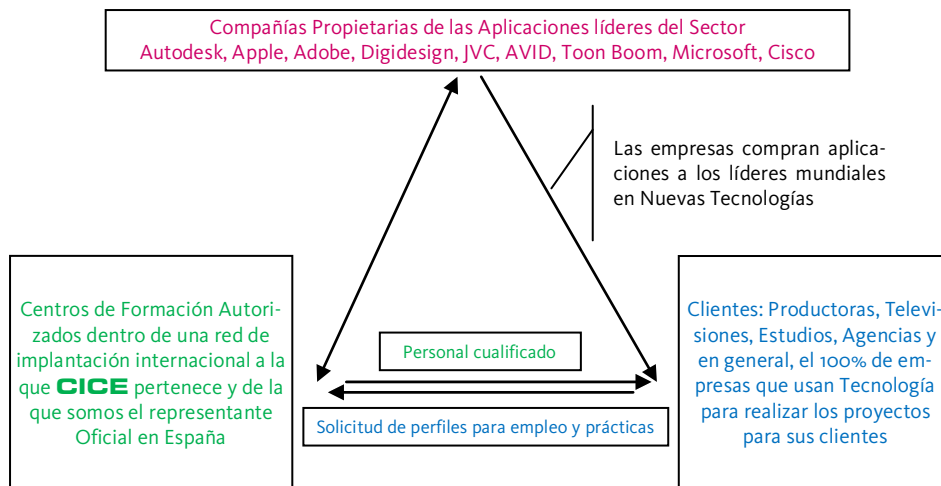 Compañías Propietarias de las Aplicaciones líderes del Sector
Autodesk, Apple, Adobe, Digidesign, JVC, AVID, Toon Boom, Microsoft, Cisco
Las empresas compran aplica-
ciones a los líderes mundiales
en Nuevas Tecnologías
Centros de Formación Autori-
zados dentro de una red de
implantación internacional a la
que CICE pertenece y de la
que somos el representante
Oficial en España
Personal cualificado
Solicitud de perfiles para empleo y prácticas
Clientes: Productoras, Televi-
siones, Estudios, Agencias y
en general, el 100% de em-
presas que usan Tecnología
para realizar los proyectos
para sus clientes